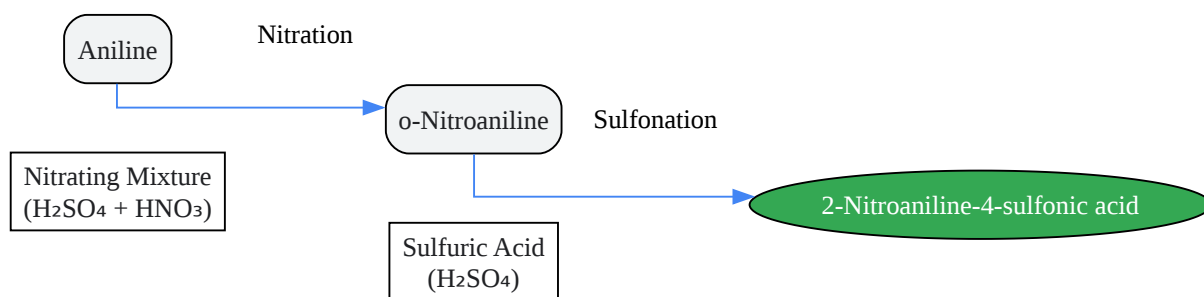 Aniline
Nitration
Nitrating Mixture
(H₂SO₄ + HNO₃)
o-Nitroaniline
Sulfonation
Sulfuric Acid
(H₂SO₄)
2-Nitroaniline-4-sulfonic acid